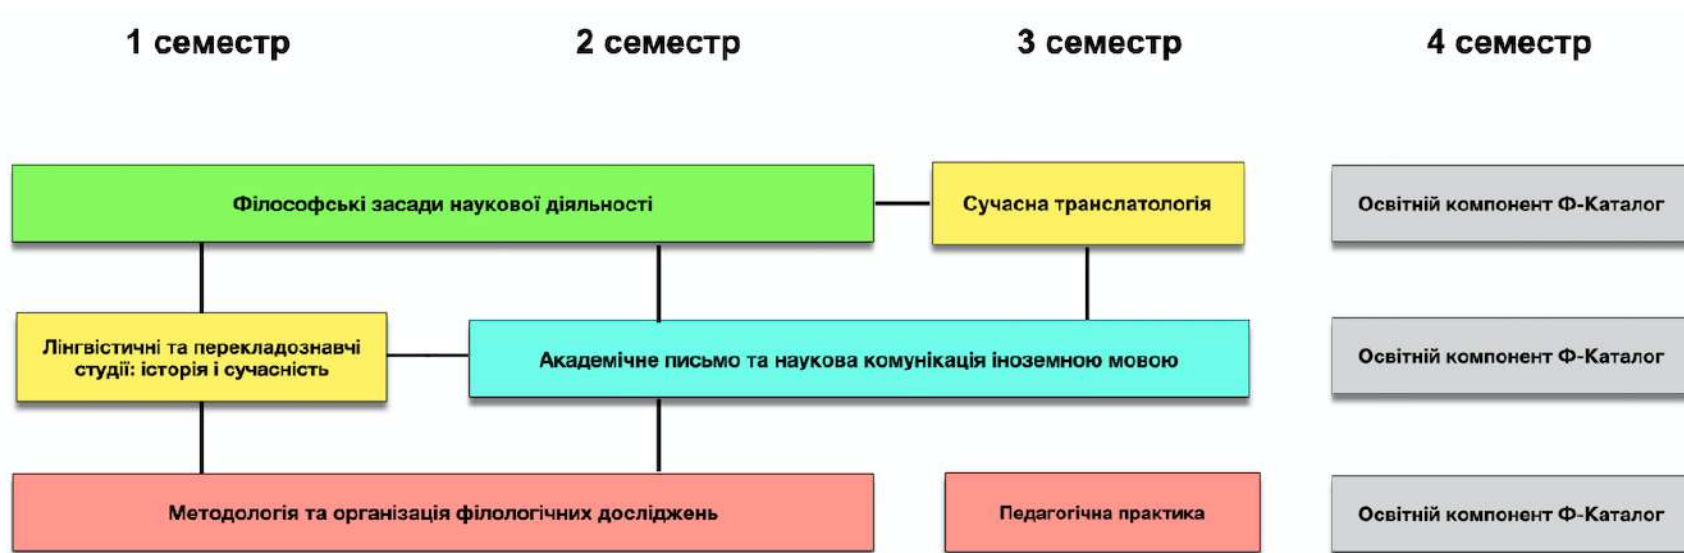 1 семестр
2 семестр
3 семестр
4 семестр
Філософські засади наукової діяльності
Сучасна транслатологія
Освітній компонент Ф-Каталог
Лінгвістичні та перекладознавчі
студії: історія і сучасність
Академічне письмо та наукова комунікація іноземною мовою
Освітній компонент Ф-Каталог
Методологія та організація філологічних досліджень
Педагогічна практика
Освітній компонент Ф-Каталог